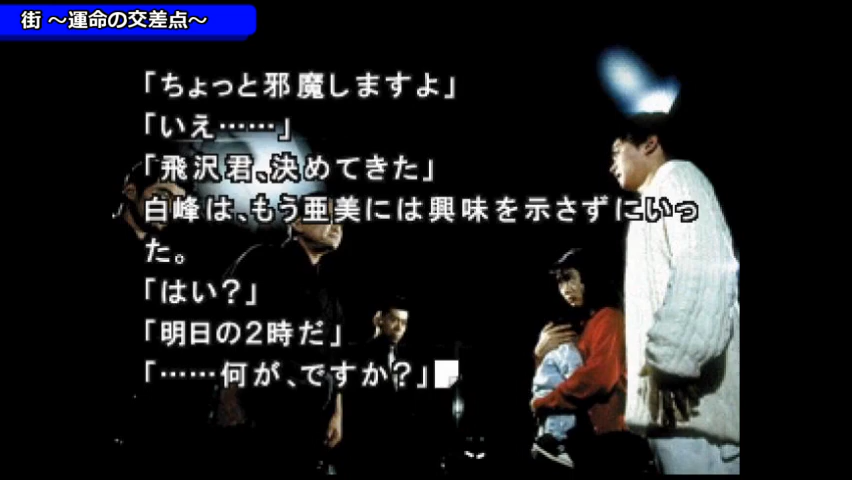 街 〜運命の交差点〜
「ちょっと邪魔しますよ」
「いえ……」
「飛沢君、決めてきた」
白峰は、もう亜美には興味を示さずにいっ
た。
「はい？」
「明日の２時だ」
「……何が、ですか？」